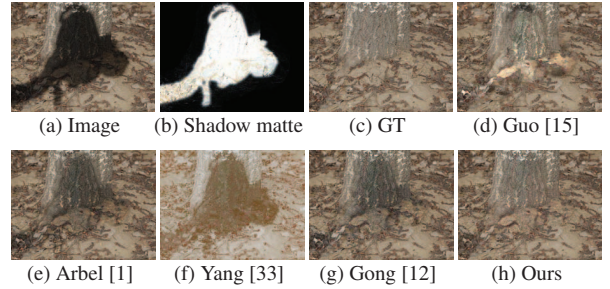 (a) Image (b) Shadow matte (c) GT (d) Guo [15]
(e) Arbel [1] (f) Yang [33] (g) Gong [12] (h) Ours